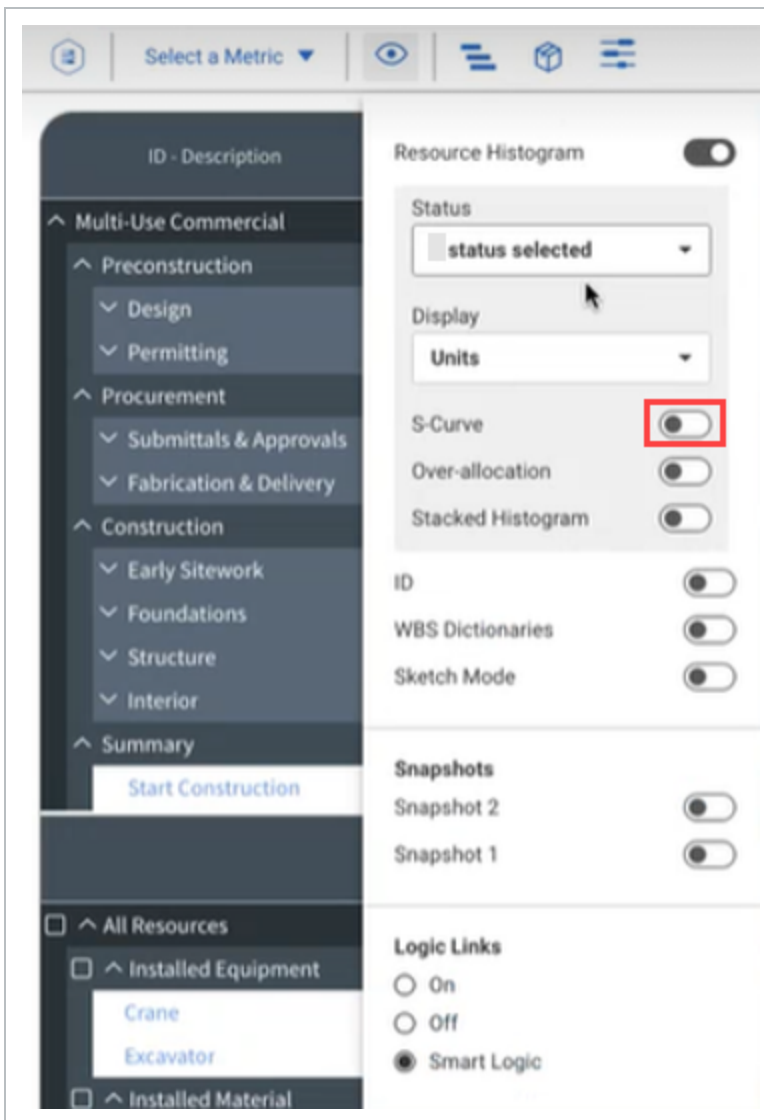 Select a Metric
ID - Description
Multi-Use Commercial
Preconstruction
Design
Permitting
Procurement
Submittals & Approvals
Fabrication & Delivery
Construction
Early Sitework
Foundations
Structure
Interior
Summary
Start Construction
All Resources
Installed Equipment
Crane
Excavator
Installed Material
Resource Histogram
Status
status selected
Display
Units
S-Curve
Over-allocation
Stacked Histogram
ID
WBS Dictionaries
Sketch Mode
Snapshots
Snapshot 2
Snapshot 1
Logic Links
On
Off
Smart Logic